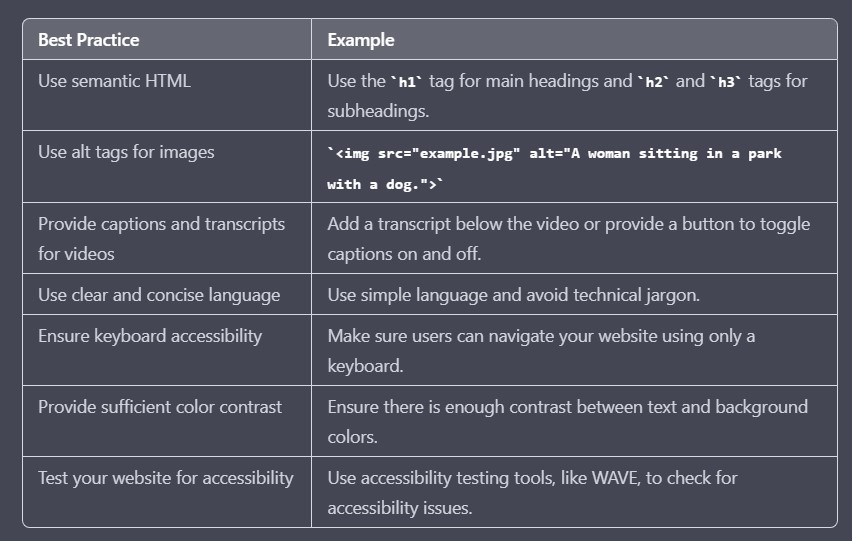 Best Practice
Example
Use semantic HTML
Use the `h1` tag for main headings and `h2` and `h3` tags for
subheadings.
Use alt tags for images
`<img src="example.jpg" alt="A woman sitting in a park
with a dog.">`
Provide captions and transcripts
for videos
Add a transcript below the video or provide a button to toggle
captions on and off.
Use clear and concise language
Use simple language and avoid technical jargon.
Ensure keyboard accessibility
Make sure users can navigate your website using only a
keyboard.
Provide sufficient color contrast
Ensure there is enough contrast between text and background
colors.
Test your website for accessibility
Use accessibility testing tools, like WAVE, to check for
accessibility issues.